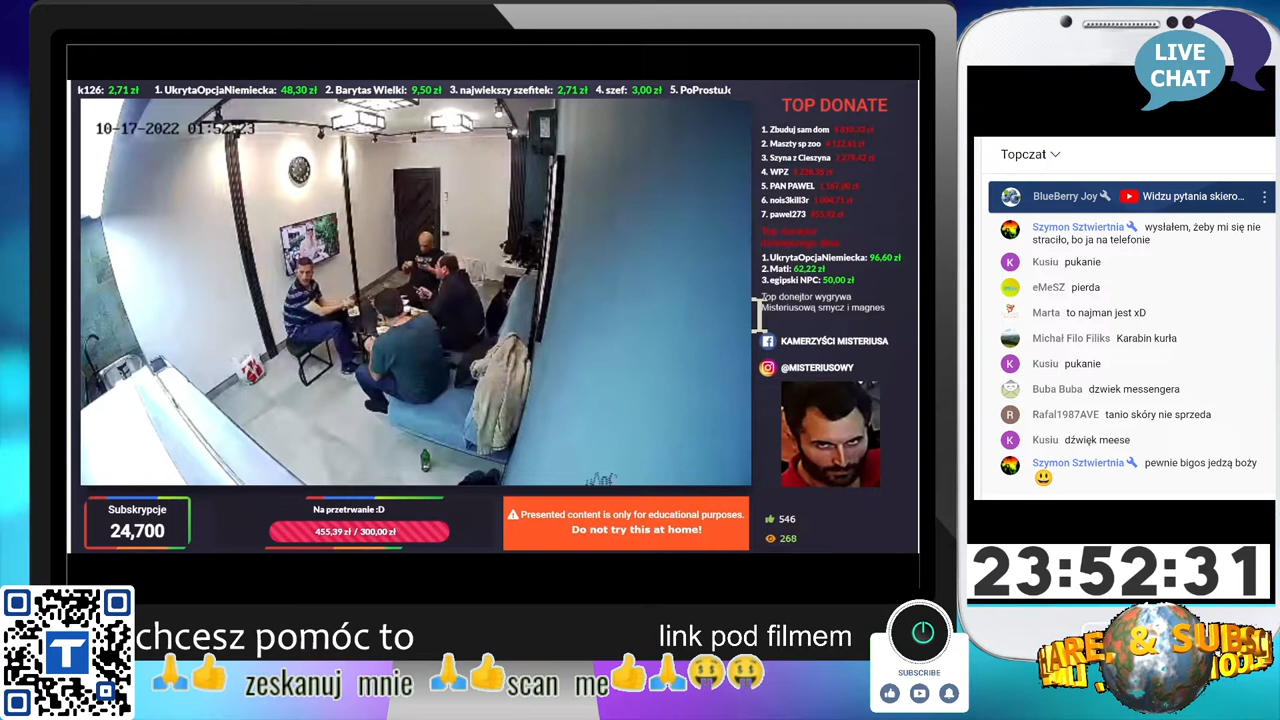 k126: 2,71 zł 1. UkrytaOpcjaNiemiecka: 48,30 zł 2. Barytas Wielki: 9,50 zł 3. najwiekszy szefitek: 2,71 zł 4. szef: 3,00 zł 5. PoProstuJo
10-17-2022 01:52:23
TOP DONATE
1. Zbuduj sam dom
2. Maszty sp zoo
3. Szyna z Cieszyna
4. WPZ
5. PAN PAWEL
6. nois3kill3r
7. pawel273
Top donejtor
dzisiejszego dnia
1.UkrytaOpcjaNiemiecka: 96,60 zł
2.Mati: 62,22 zł
3.egipski NPC: 50,00 zł
Top donejtor wygrywa
Misteriusową smycz i magnes
KAMERZYŚCI MISTERIUSA
@MISTERIUSOWY
546
268
Subskrypcje
24,700
Na przetrwanie :D
455,39 zł / 300,00 zł
Presented content is only for educational purposes.
Do not try this at home!
LIVE
CHAT
Topczat
BlueBerry Joy Widzu pytania skiero...
Szymon Sztwiertnia wysłałem, żeby mi się nie
straciło, bo ja na telefonie
K Kusiu pukanie
eMeSZ pierda
Marta to najman jest xD
Michał Filo Filiks Karabin kurła
K Kusiu pukanie
Buba Buba dzwiek messengera
R Rafal1987AVE tanio skóry nie sprzeda
K Kusiu dźwięk meese
Szymon Sztwiertnia pewnie bigos jedzą boży
😃
23:52:31
T
chcesz pomóc to link pod filmem
🙏👍 zeskanuj mnie 🙏👍 scan me 👍🙏🤑🤑
SUBSCRIBE